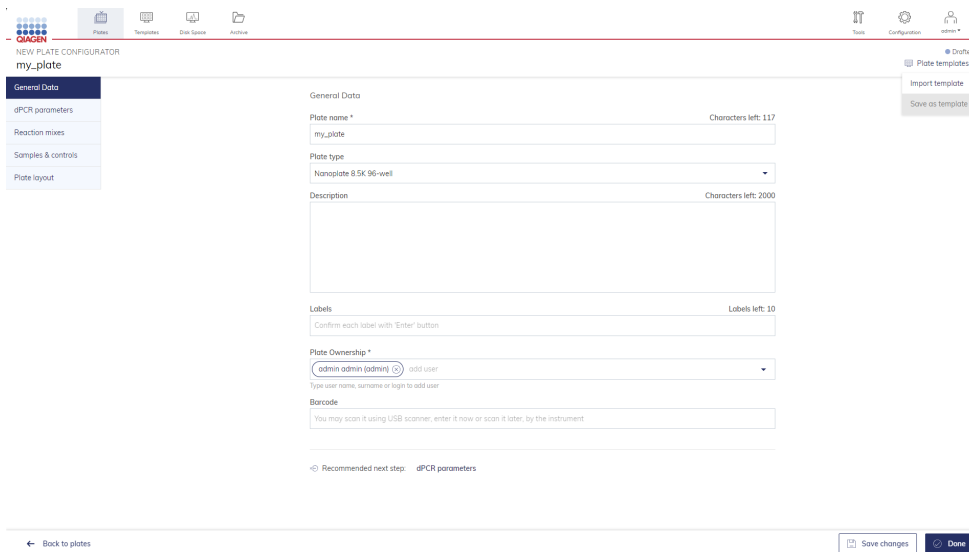 QIAGEN
Plates
Templates
Disk Space
Archive
Tools
Configuration
admin
NEW PLATE CONFIGURATOR
my_plate
Drafte
Plate templates
Import template
Save as template
General Data
dPCR parameters
Reaction mixes
Samples & controls
Plate layout
General Data
Plate name * Characters left: 117
my_plate
Plate type
Nanoplate 8.5K 96-well
Description Characters left: 2000
Labels Labels left: 10
Confirm each label with 'Enter' button
Plate Ownership *
admin admin (admin) add user
Type user name, surname or login to add user
Barcode
You may scan it using USB scanner, enter it now or scan it later, by the instrument
Recommended next step: dPCR parameters
Back to plates
Save changes
Done